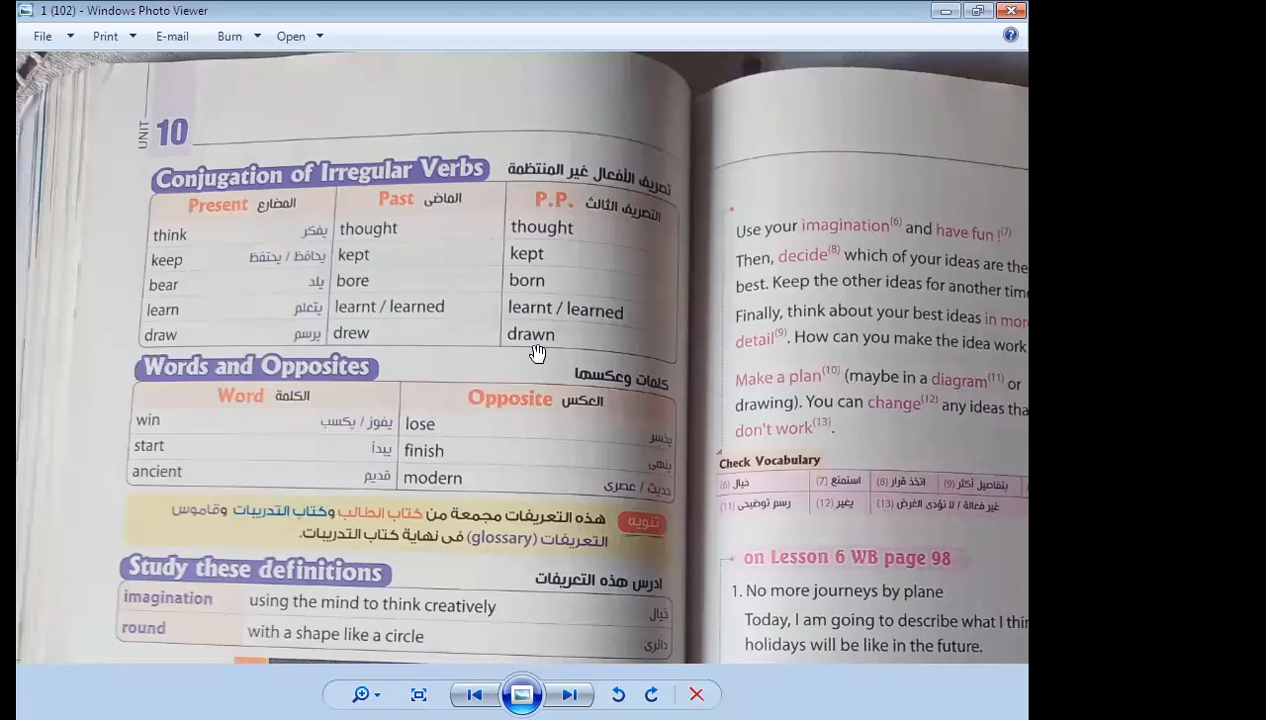 1 (102) - Windows Photo Viewer
File Print E-mail Burn Open
UNIT 10
Conjugation of Irregular Verbs تصريف الأفعال غير المنتظمة
Present المضارع Past الماضى P.P. التصريف الثالث
think يفكر thought thought
keep يحافظ / يحتفظ kept kept
bear يلد bore born
learn يتعلم learnt / learned learnt / learned
draw يرسم drew drawn
Words and Opposites كلمات وعكسها
Word الكلمة Opposite العكس
win يفوز / يكسب lose يخسر
start يبدأ finish ينهى
ancient قديم modern حديث / عصرى
تنويه هذه التعريفات مجمعة من كتاب الطالب وكتاب التدريبات وقاموس
التعريفات (glossary) فى نهاية كتاب التدريبات.
Study these definitions ادرس هذه التعريفات
imagination using the mind to think creatively خيال
round with a shape like a circle دائرى
Use your imagination(6) and have fun !(7)
Then, decide(8) which of your ideas are the
best. Keep the other ideas for another time
Finally, think about your best ideas in mor
detail(9). How can you make the idea work
Make a plan(10) (maybe in a diagram(11) or
drawing). You can change(12) any ideas tha
don't work(13).
Check Vocabulary
(6) خيال (7) استمتع (8) اتخذ قرار (9) بتفاصيل أكثر
(11) رسم توضيحى (12) يغير (13) غير فعالة / لا تؤدى الغرض
on Lesson 6 WB page 98
1. No more journeys by plane
Today, I am going to describe what I thin
holidays will be like in the future.